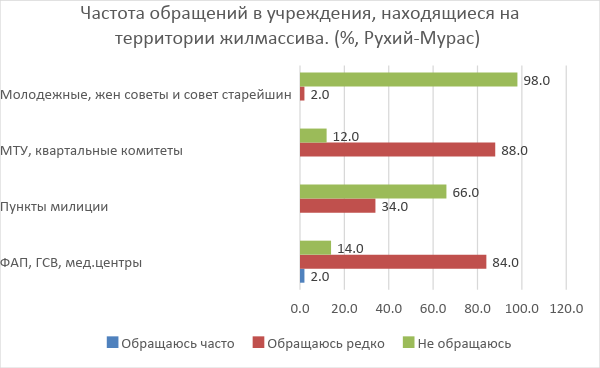 Частота обращений в учреждения, находящиеся на
территории жилмассива. (%, Рухий-Мурас)
98.0
Молодежные, жен советы и совет старейшин
2.0
12.0
МТУ, квартальные комитеты
88.0
66.0
Пункты милиции
34.0
14.0
ФАП, ГСВ, мед.центры
84.0
2.0
0.0 20.0 40.0 60.0 80.0 100.0 120.0
Обращаюсь часто Обращаюсь редко Не обращаюсь